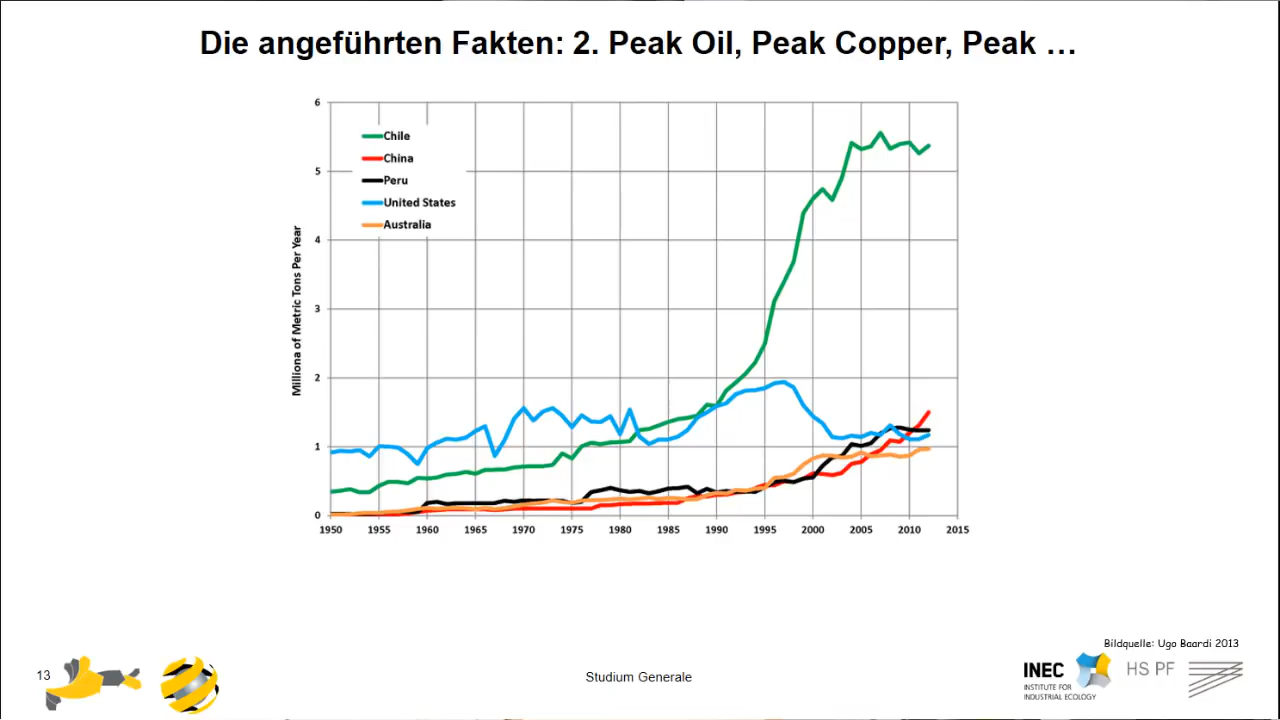 Die angeführten Fakten: 2. Peak Oil, Peak Copper, Peak …
6
5
4
3
2
1
0
Chile
China
Peru
United States
Australia
Milliona of Metric Tons Per Year
1950 1955 1960 1965 1970 1975 1980 1985 1990 1995 2000 2005 2010 2015
Bildquelle: Ugo Baardi 2013
13
Studium Generale
INEC
INSTITUTE FOR
INDUSTRIAL ECOLOGY
HS PF